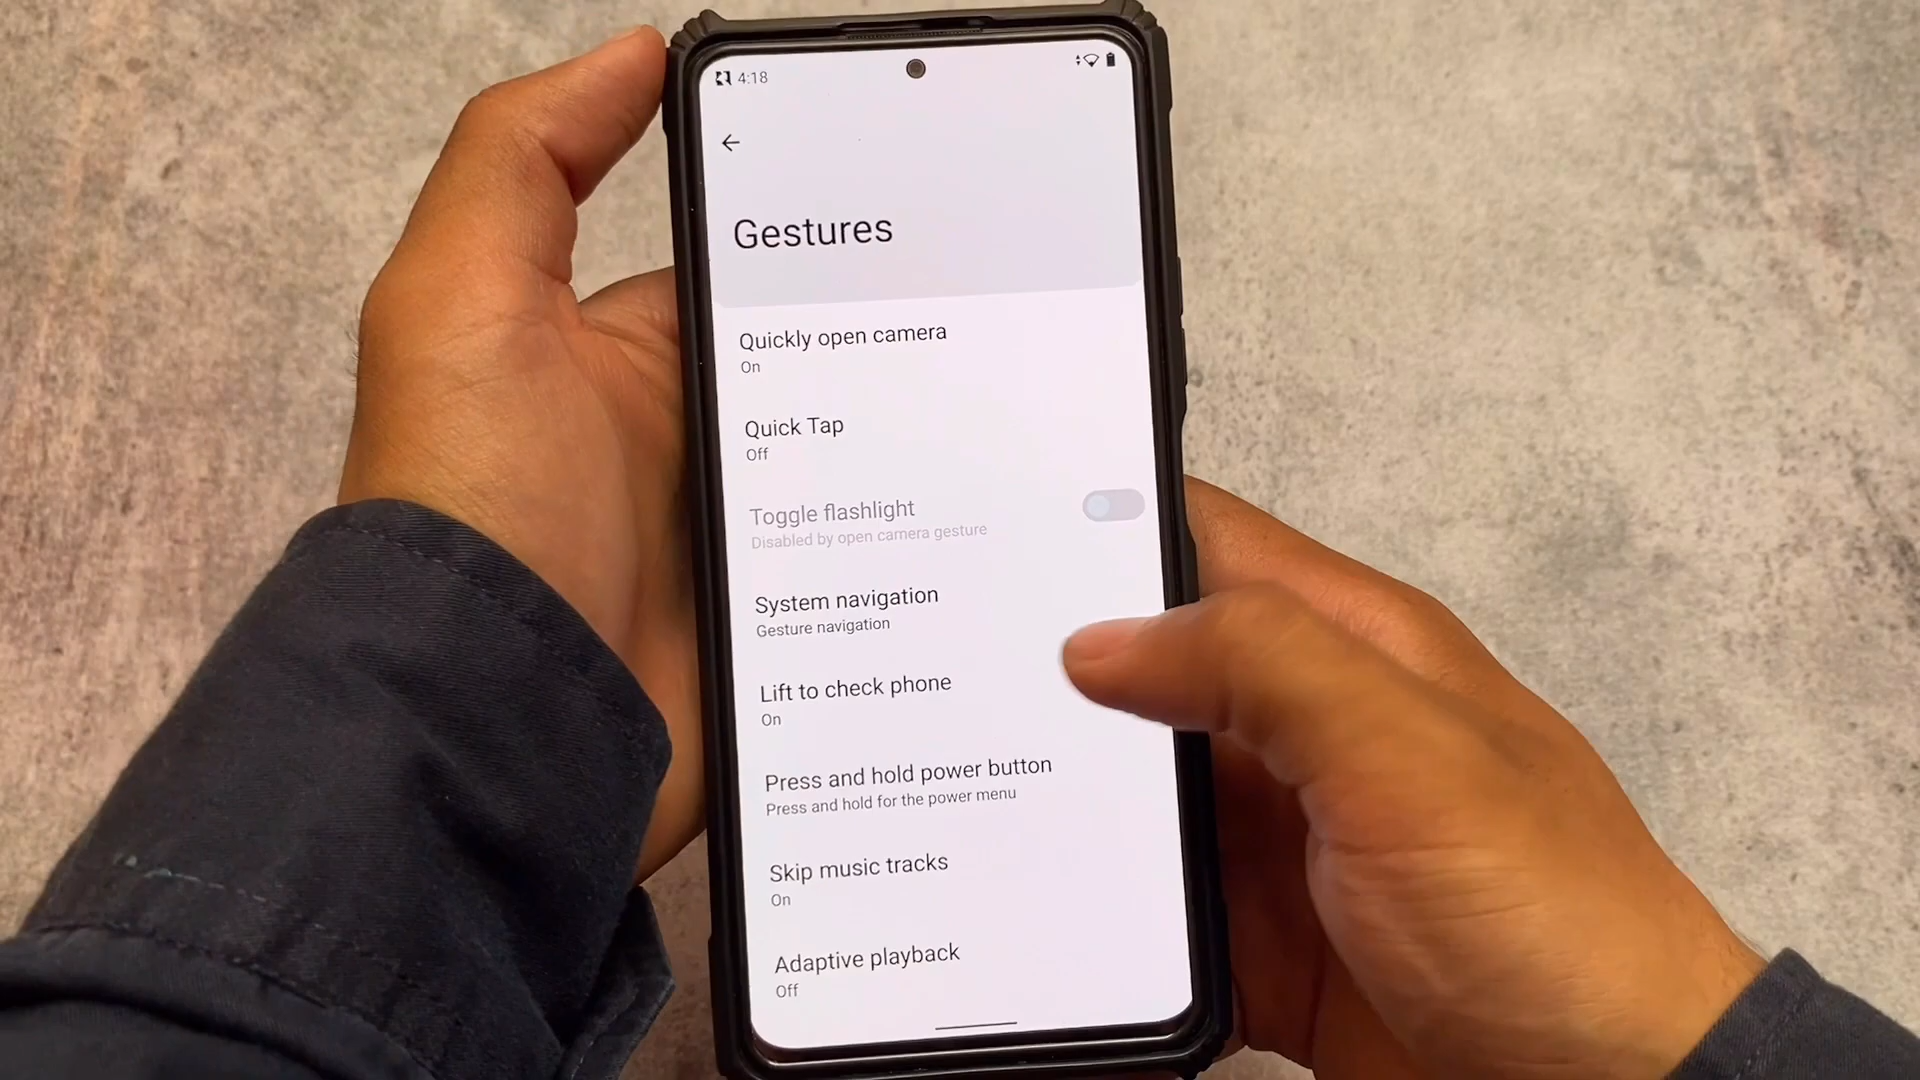 4:18
Gestures
Quickly open camera
On
Quick Tap
Off
Toggle flashlight
Disabled by open camera gesture
System navigation
Gesture navigation
Lift to check phone
On
Press and hold power button
Press and hold for the power menu
Skip music tracks
On
Adaptive playback
Off